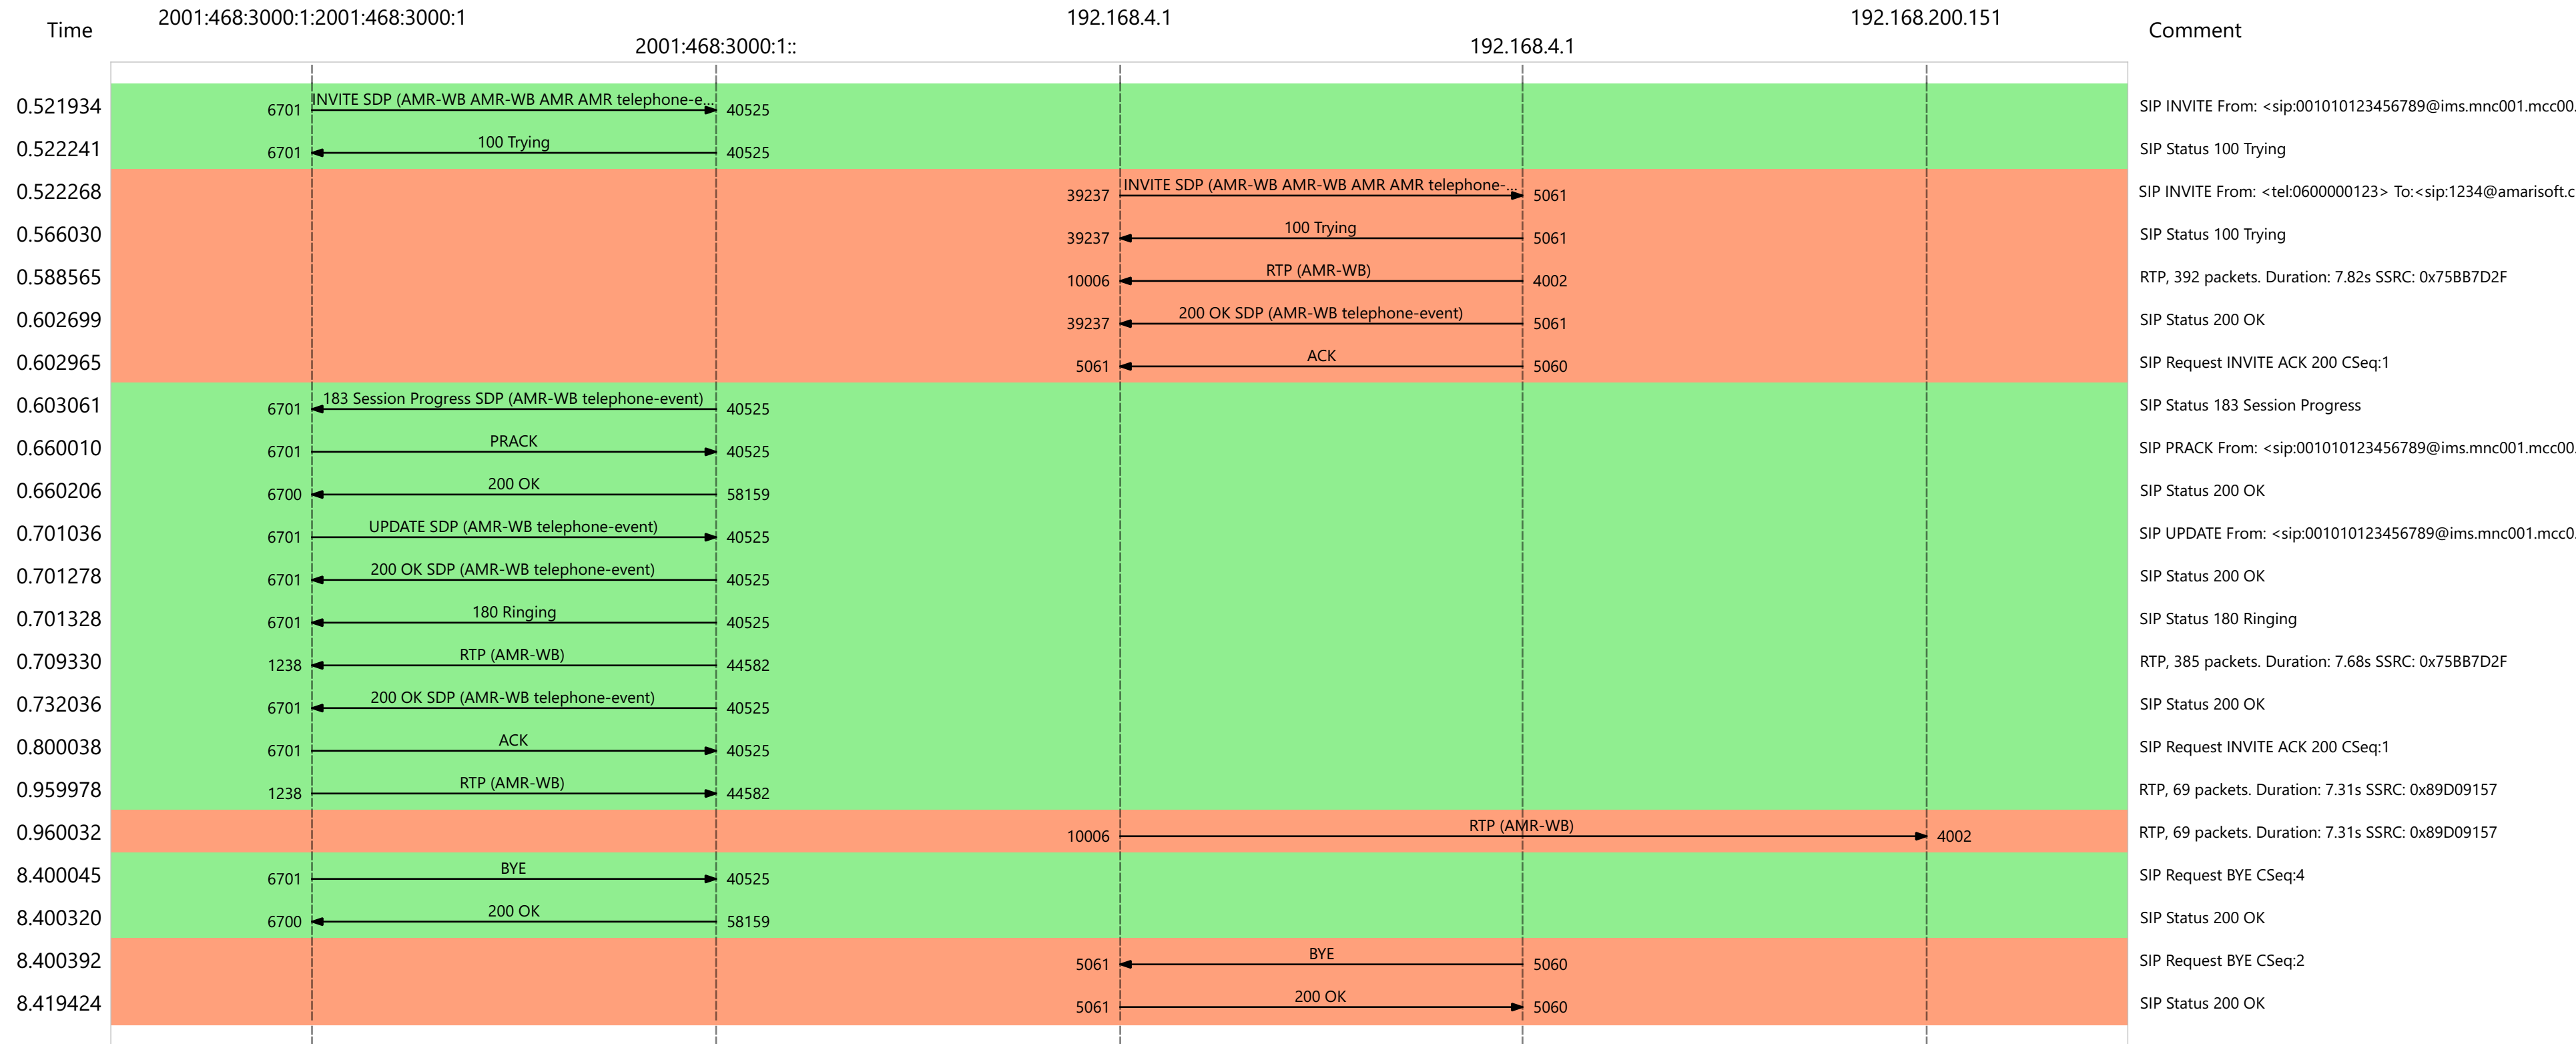 Time 2001:468:3000:1:2001:468:3000:1 2001:468:3000:1:: 192.168.4.1 192.168.4.1 192.168.200.151 Comment
0.521934 6701 INVITE SDP (AMR-WB AMR-WB AMR AMR telephone-e... 40525 SIP INVITE From: <sip:001010123456789@ims.mnc001.mcc00.
0.522241 6701 100 Trying 40525 SIP Status 100 Trying
0.522268 39237 INVITE SDP (AMR-WB AMR-WB AMR AMR telephone-... 5061 SIP INVITE From: <tel:0600000123> To:<sip:1234@amarisoft.c
0.566030 39237 100 Trying 5061 SIP Status 100 Trying
0.588565 10006 RTP (AMR-WB) 4002 RTP, 392 packets. Duration: 7.82s SSRC: 0x75BB7D2F
0.602699 39237 200 OK SDP (AMR-WB telephone-event) 5061 SIP Status 200 OK
0.602965 5061 ACK 5060 SIP Request INVITE ACK 200 CSeq:1
0.603061 6701 183 Session Progress SDP (AMR-WB telephone-event) 40525 SIP Status 183 Session Progress
0.660010 6701 PRACK 40525 SIP PRACK From: <sip:001010123456789@ims.mnc001.mcc00.
0.660206 6700 200 OK 58159 SIP Status 200 OK
0.701036 6701 UPDATE SDP (AMR-WB telephone-event) 40525 SIP UPDATE From: <sip:001010123456789@ims.mnc001.mcc0.
0.701278 6701 200 OK SDP (AMR-WB telephone-event) 40525 SIP Status 200 OK
0.701328 6701 180 Ringing 40525 SIP Status 180 Ringing
0.709330 1238 RTP (AMR-WB) 44582 RTP, 385 packets. Duration: 7.68s SSRC: 0x75BB7D2F
0.732036 6701 200 OK SDP (AMR-WB telephone-event) 40525 SIP Status 200 OK
0.800038 6701 ACK 40525 SIP Request INVITE ACK 200 CSeq:1
0.959978 1238 RTP (AMR-WB) 44582 RTP, 69 packets. Duration: 7.31s SSRC: 0x89D09157
0.960032 10006 RTP (AMR-WB) 4002 RTP, 69 packets. Duration: 7.31s SSRC: 0x89D09157
8.400045 6701 BYE 40525 SIP Request BYE CSeq:4
8.400320 6700 200 OK 58159 SIP Status 200 OK
8.400392 5061 BYE 5060 SIP Request BYE CSeq:2
8.419424 5061 200 OK 5060 SIP Status 200 OK